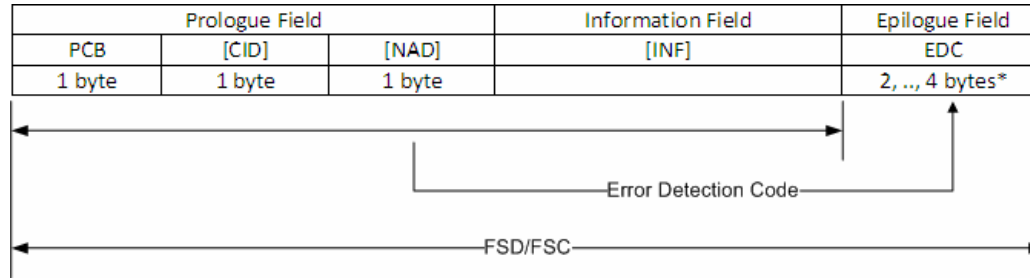 Prologue Field Information Field Epilogue Field
PCB [CID] [NAD] [INF] EDC
1 byte 1 byte 1 byte 2, .., 4 bytes*
Error Detection Code
FSD/FSC